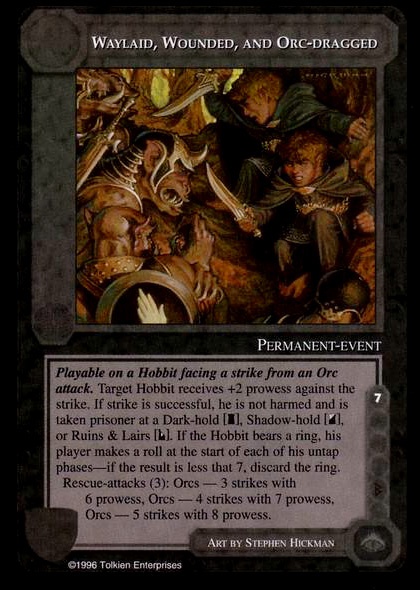 WAYLAID, WOUNDED, AND ORC-DRAGGED
PERMANENT-EVENT
Playable on a Hobbit facing a strike from an Orc
attack. Target Hobbit receives +2 prowess against the
strike. If strike is successful, he is not harmed and is
taken prisoner at a Dark-hold [], Shadow-hold [],
or Ruins & Lairs []. If the Hobbit bears a ring, his
player makes a roll at the start of each of his untap
phases—if the result is less that 7, discard the ring.
Rescue-attacks (3): Orcs — 3 strikes with
6 prowess, Orcs — 4 strikes with 7 prowess,
Orcs — 5 strikes with 8 prowess.
7
ART BY STEPHEN HICKMAN
©1996 Tolkien Enterprises